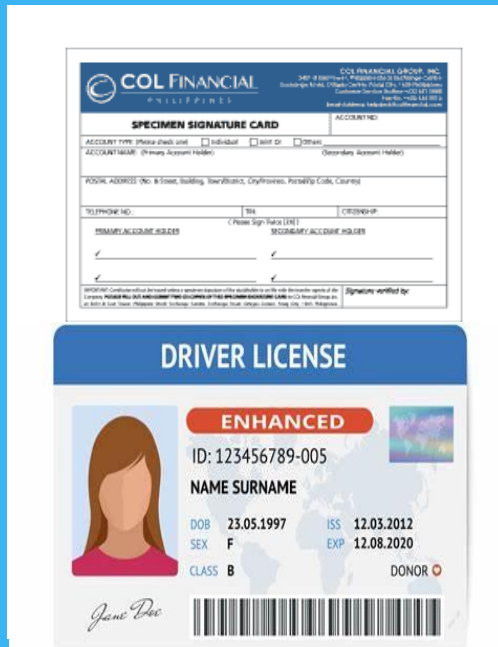 COL FINANCIAL
PHILIPPINES
COL FINANCIAL GROUP, INC.
SPECIMEN SIGNATURE CARD
ACCOUNT NO:
ACCOUNT TYPE: (Please check one) Individual Joint Or Others:
ACCOUNT NAME: (Primary Account Holder) (Secondary Account Holder)
POSTAL ADDRESS (No. & Street, Building, Town/District, City/Province, Postal/Zip Code, Country)
TELEPHONE NO.: TIN: CITIZENSHIP:
(Please Sign Twice [2X])
PRIMARY ACCOUNT HOLDER SECONDARY ACCOUNT HOLDER
Signature verified by:
DRIVER LICENSE
ENHANCED
ID: 123456789-005
NAME SURNAME
DOB 23.05.1997 ISS 12.03.2012
SEX F EXP 12.08.2020
CLASS B DONOR
Jane Doe